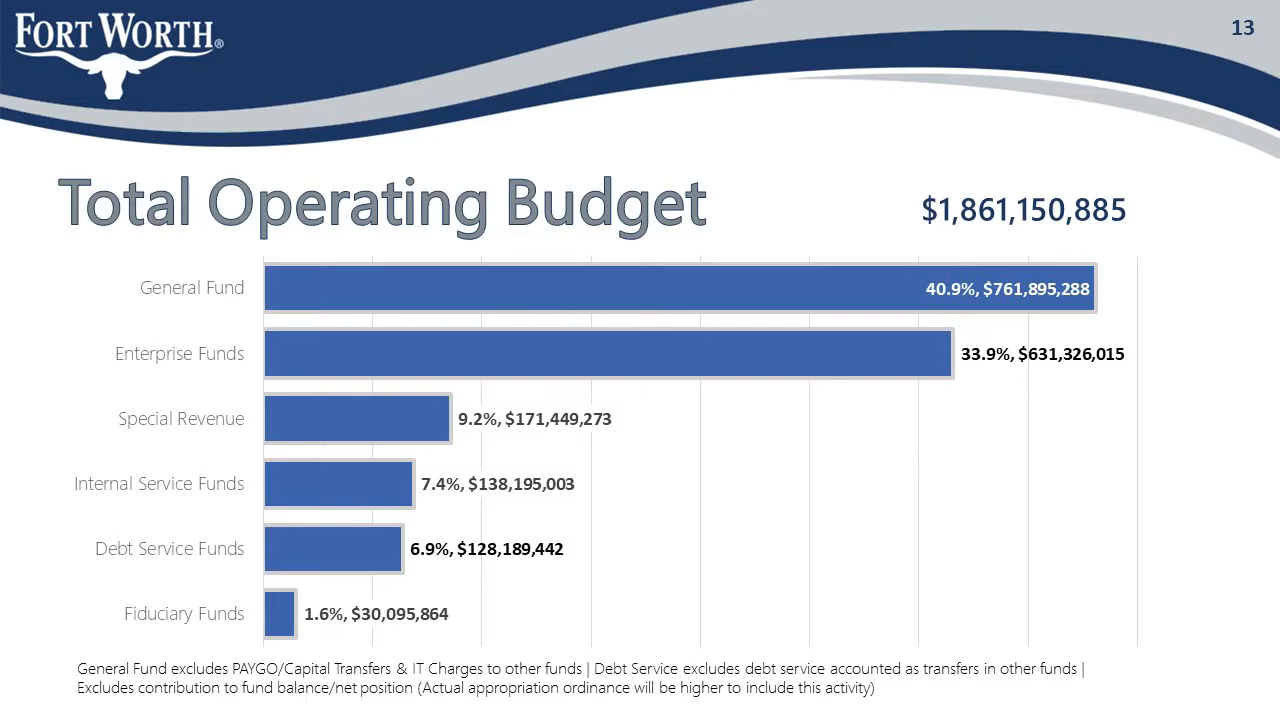 FORT WORTH®
13
Total Operating Budget
$1,861,150,885
General Fund
40.9%, $761,895,288
Enterprise Funds
33.9%, $631,326,015
Special Revenue
9.2%, $171,449,273
Internal Service Funds
7.4%, $138,195,003
Debt Service Funds
6.9%, $128,189,442
Fiduciary Funds
1.6%, $30,095,864
General Fund excludes PAYGO/Capital Transfers & IT Charges to other funds | Debt Service excludes debt service accounted as transfers in other funds |
Excludes contribution to fund balance/net position (Actual appropriation ordinance will be higher to include this activity)